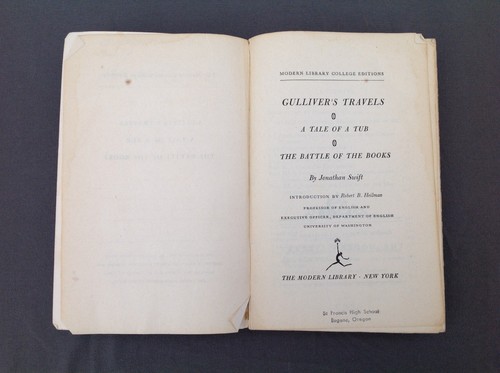 MODERN LIBRARY COLLEGE EDITIONS
GULLIVER'S TRAVELS
A TALE OF A TUB
THE BATTLE OF THE BOOKS
By Jonathan Swift
INTRODUCTION BY Robert B. Heilman
PROFESSOR OF ENGLISH AND
EXECUTIVE OFFICER, DEPARTMENT OF ENGLISH
UNIVERSITY OF WASHINGTON
THE MODERN LIBRARY · NEW YORK
St Francis High School
Eugene, Oregon